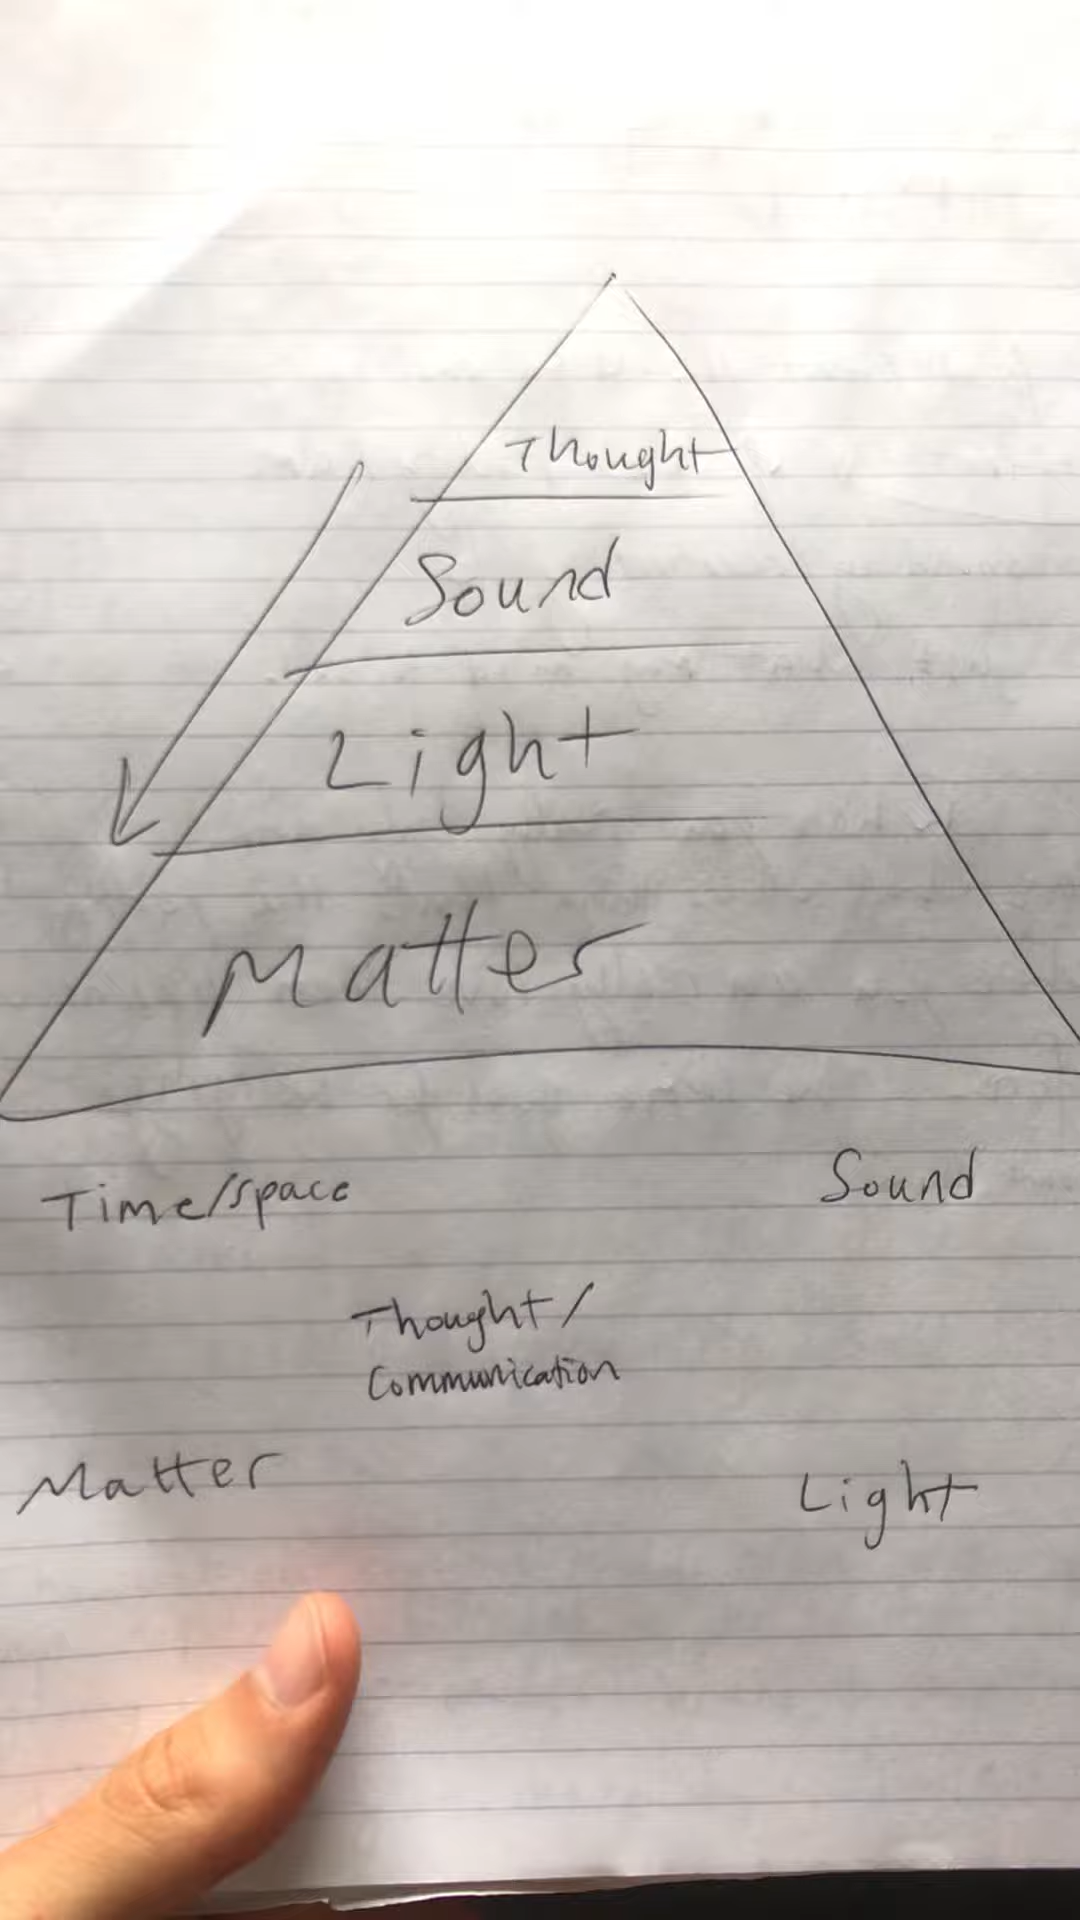 Thought
Sound
Light
Matter
Time/space
Sound
Thought/
Communication
Matter
Light